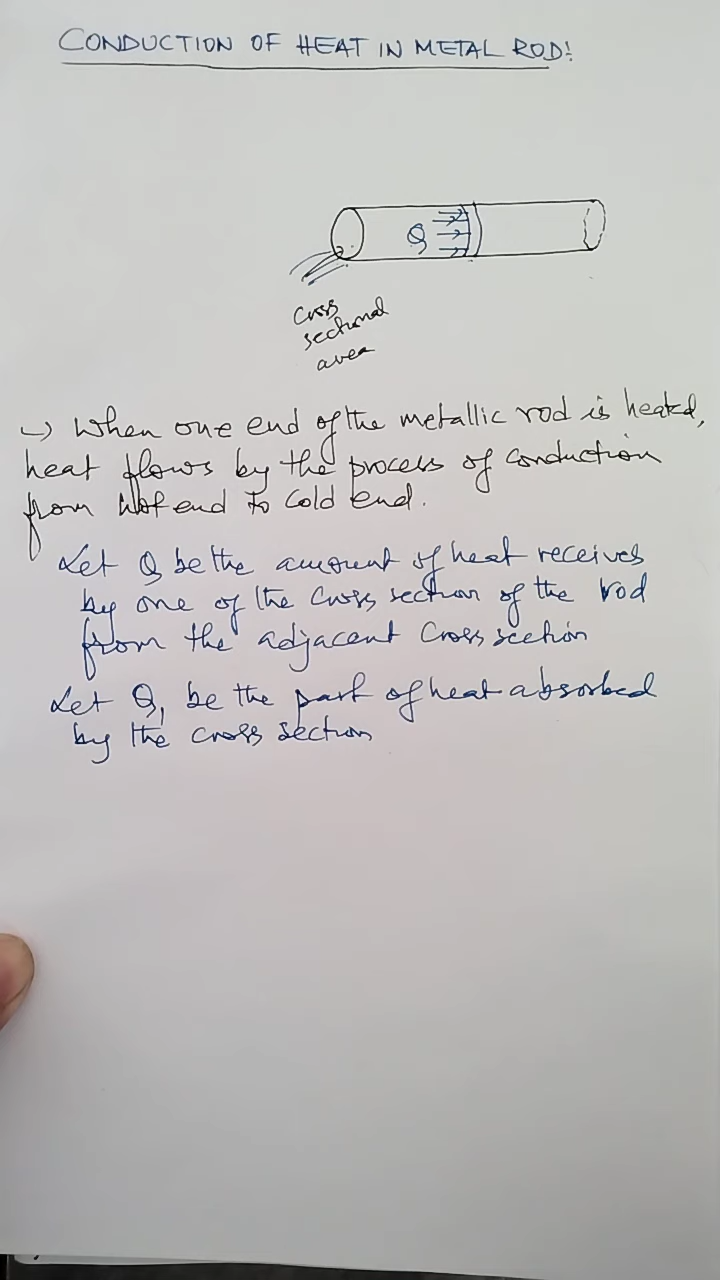 CONDUCTION OF HEAT IN METAL ROD!
Q
Cross
sectional
area
→ When one end of the metallic rod is heated,
heat flows by the process of conduction
from hot end to cold end.
Let Q be the amount of heat receives
by one of the cross section of the rod
from the adjacent cross section
Let Q₁ be the part of heat absorbed
by the cross section